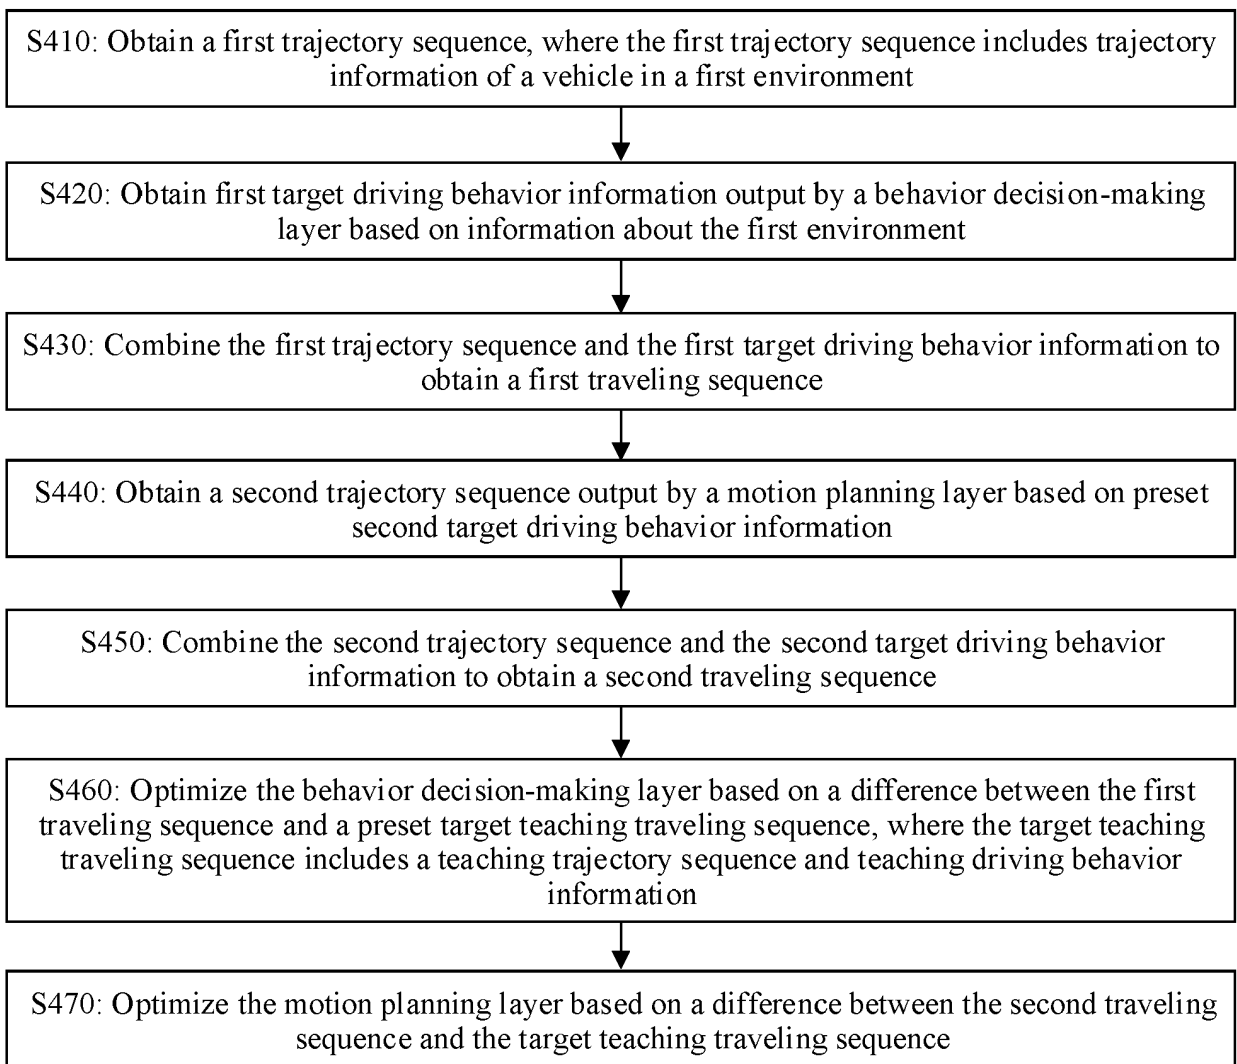 S410: Obtain a first trajectory sequence, where the first trajectory sequence includes trajectory
information of a vehicle in a first environment
S420: Obtain first target driving behavior information output by a behavior decision-making
layer based on information about the first environment
S430: Combine the first trajectory sequence and the first target driving behavior information to
obtain a first traveling sequence
S440: Obtain a second trajectory sequence output by a motion planning layer based on preset
second target driving behavior information
S450: Combine the second trajectory sequence and the second target driving behavior
information to obtain a second traveling sequence
S460: Optimize the behavior decision-making layer based on a difference between the first
traveling sequence and a preset target teaching traveling sequence, where the target teaching
traveling sequence includes a teaching trajectory sequence and teaching driving behavior
information
S470: Optimize the motion planning layer based on a difference between the second traveling
sequence and the target teaching traveling sequence